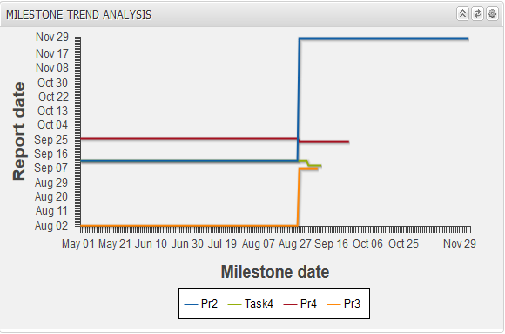 MILESTONE TREND ANALYSIS
Nov 29
Nov 17
Nov 08
Oct 30
Oct 22
Oct 13
Oct 04
Sep 25
Sep 16
Sep 07
Aug 29
Aug 20
Aug 11
Aug 02
Report date
May 01 May 21 Jun 10 Jun 30 Jul 19 Aug 07 Aug 27 Sep 16 Oct 06 Oct 25 Nov 29
Milestone date
Pr2 Task4 Pr4 Pr3